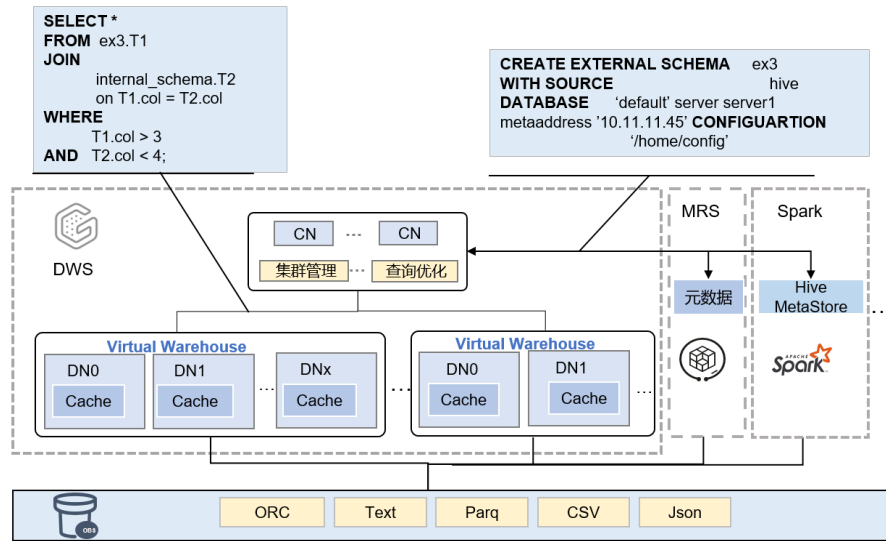 SELECT *
FROM ex3.T1
JOIN
internal_schema.T2
on T1.col = T2.col
WHERE
T1.col > 3
AND T2.col < 4;
CREATE EXTERNAL SCHEMA ex3
WITH SOURCE hive
DATABASE ‘default’ server server1
metaaddress ’10.11.11.45’ CONFIGUARTION
‘/home/config’
DWS
CN ... CN
集群管理 ... 查询优化
MRS
元数据
Spark
Hive
MetaStore
...
APACHE
Spark
Virtual Warehouse
DN0 DN1 ... DNx
Cache Cache Cache
...
Virtual Warehouse
DN0 DN1 ...
Cache Cache
OBS
ORC Text Parq CSV Json